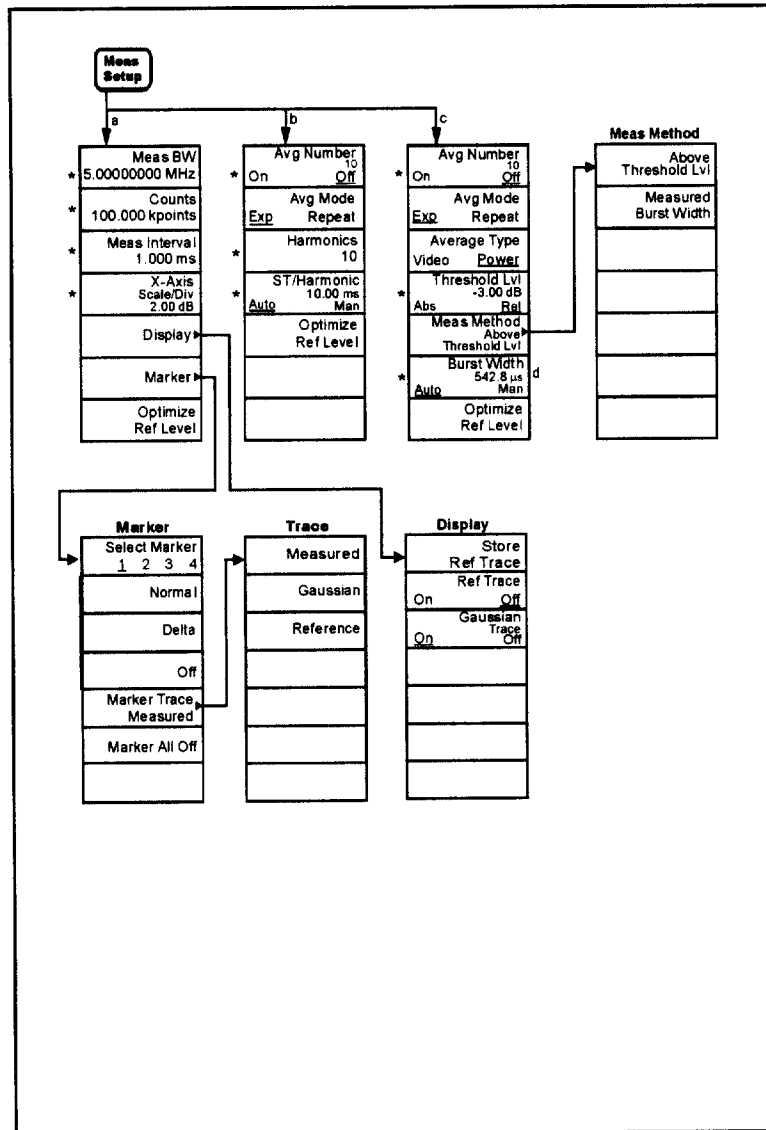 Meas
Setup
a
b
c
Meas BW
* 5.00000000 MHz
Counts
* 100.000 kpoints
Meas Interval
* 1.000 ms
X-Axis
* Scale/Div
2.00 dB
Display
Marker
Optimize
Ref Level
Avg Number
10
* On Off
Avg Mode
Exp Repeat
Harmonics
* 10
ST/Harmonic
* 10.00 ms
Auto Man
Optimize
Ref Level
Avg Number
10
* On Off
Avg Mode
Exp Repeat
Average Type
Video Power
Threshold Lvl
* -3.00 dB
Abs Rel
Meas Method
Above
Threshold Lvl
Burst Width
* 542.8 µs d
Auto Man
Optimize
Ref Level
Meas Method
Above
Threshold Lvl
Measured
Burst Width
Marker
Select Marker
1 2 3 4
Normal
Delta
Off
Marker Trace
Measured
Marker All Off
Trace
Measured
Gaussian
Reference
Display
Store
Ref Trace
Ref Trace
On Off
Gaussian
Trace
On Off